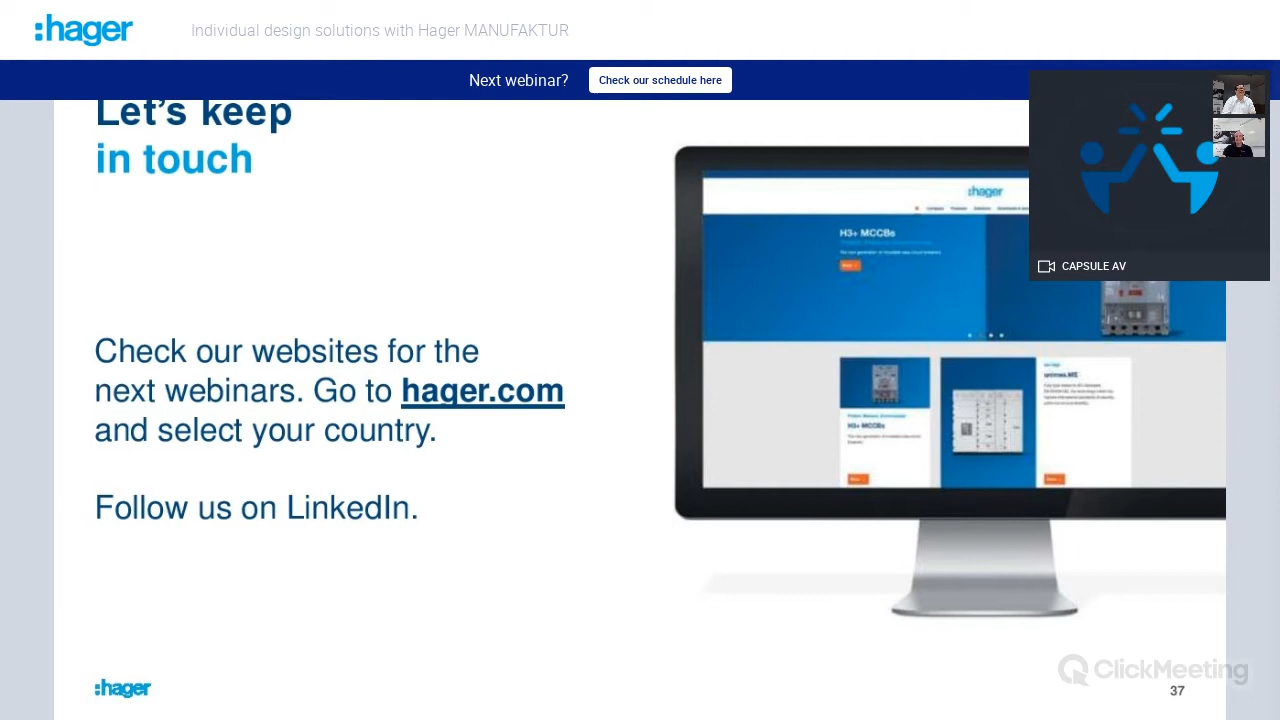 :hager
Individual design solutions with Hager MANUFAKTUR
Next webinar?
Check our schedule here
Let's keep
in touch
:hager
H3+ MCCBs
CAPSULE AV
Check our websites for the
next webinars. Go to hager.com
and select your country.
Follow us on LinkedIn.
H3+ MCCBs
:hager
ClickMeeting
37